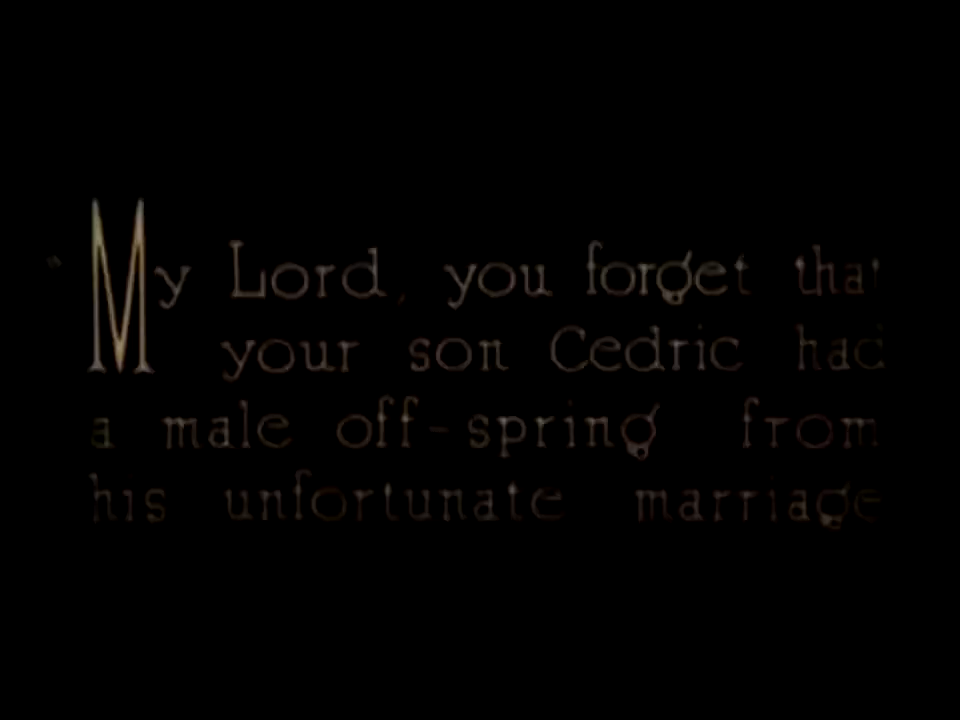 "My Lord, you forget that
your son Cedric had
a male off-spring from
his unfortunate marriage